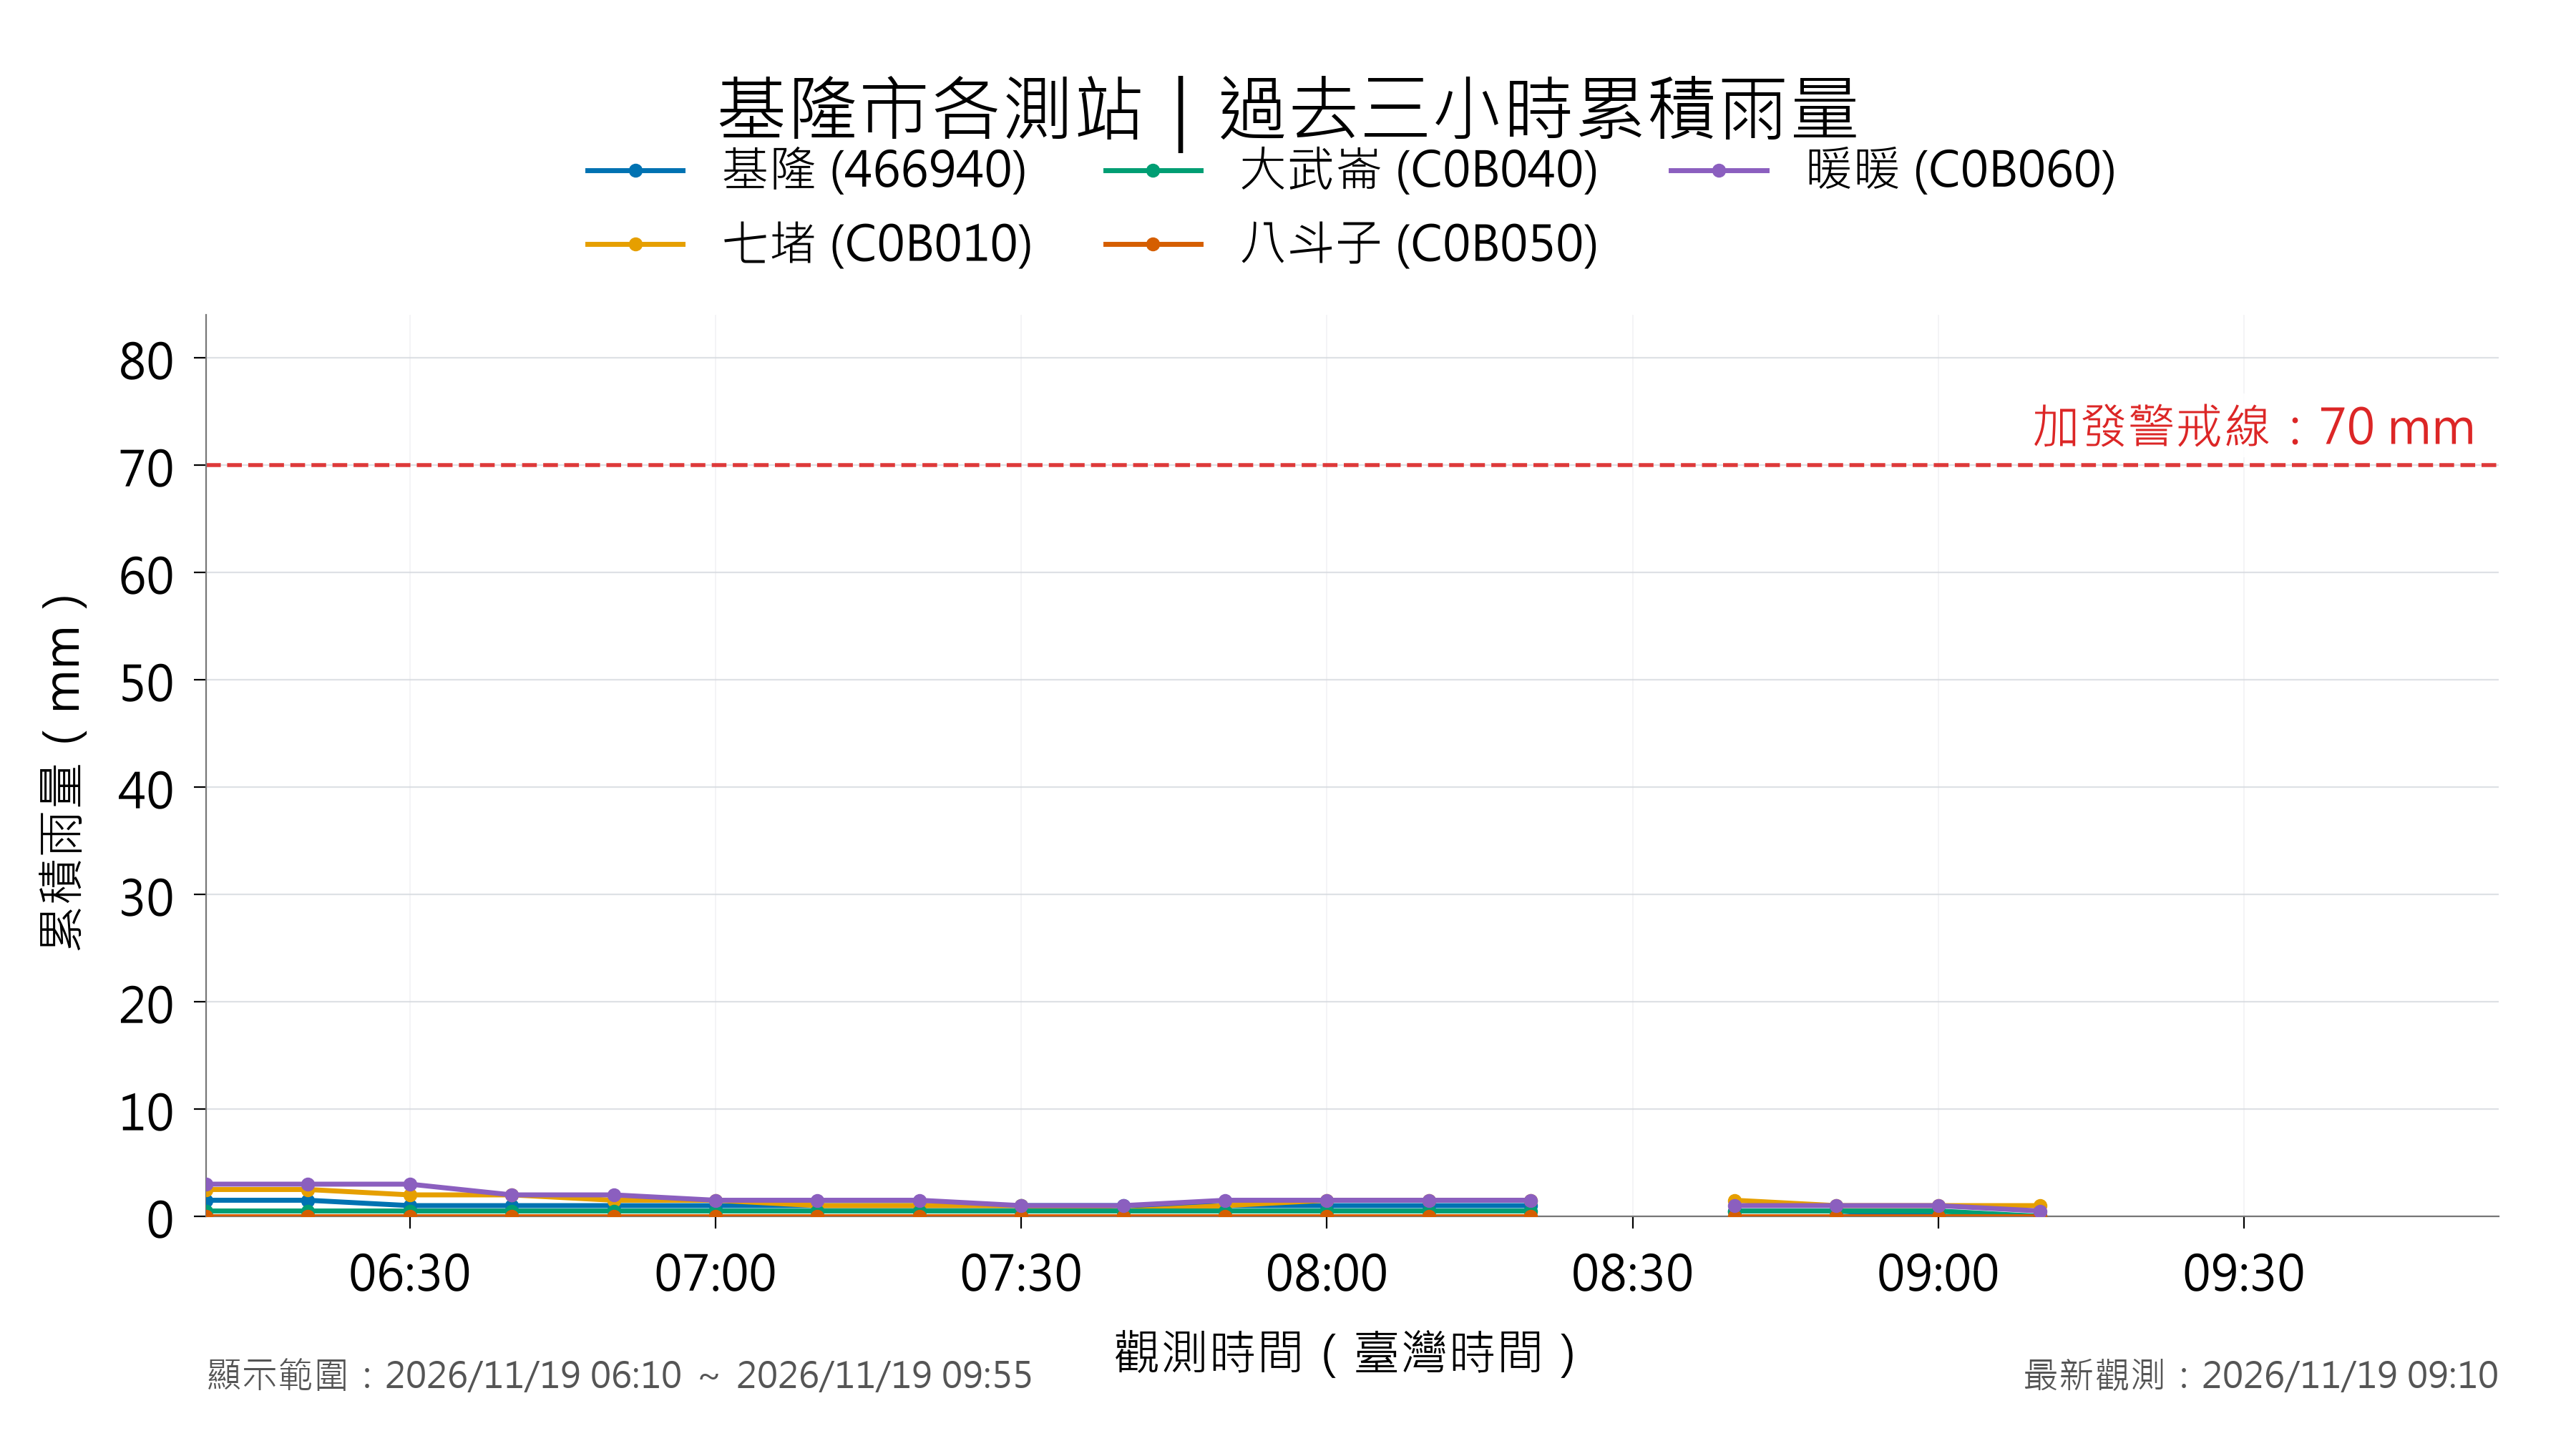 基隆市各測站｜過去三小時累積雨量
基隆 (466940)
大武崙 (C0B040)
暖暖 (C0B060)
七堵 (C0B010)
八斗子 (C0B050)
80
70
60
50
40
30
20
10
0
累積雨量（mm）
加發警戒線：70 mm
06:30
07:00
07:30
08:00
08:30
09:00
09:30
觀測時間（臺灣時間）
顯示範圍：2026/11/19 06:10 ~ 2026/11/19 09:55
最新觀測：2026/11/19 09:10